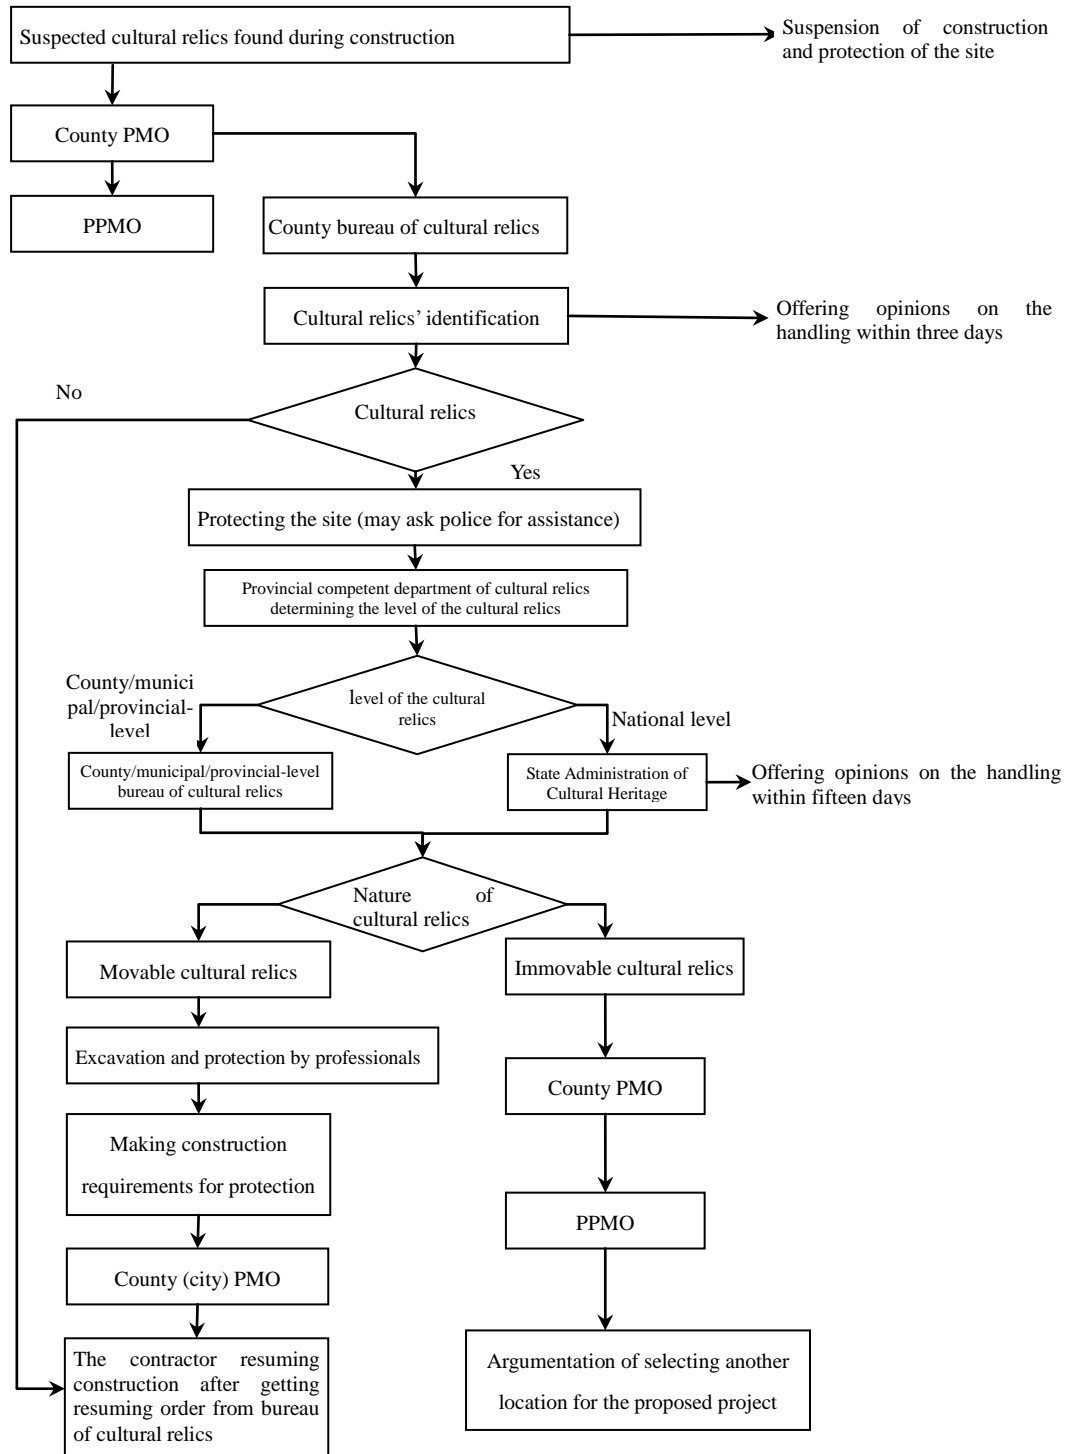 Suspected cultural relics found during construction
Suspension of construction
and protection of the site
County PMO
PPMO
County bureau of cultural relics
Cultural relics’ identification
Offering opinions on the
handling within three days
No
Cultural relics
Yes
Protecting the site (may ask police for assistance)
Provincial competent department of cultural relics
determining the level of the cultural relics
County/munici
pal/provincial-
level
level of the cultural
relics
National level
County/municipal/provincial-level
bureau of cultural relics
State Administration of
Cultural Heritage
Offering opinions on the handling
within fifteen days
Nature of
cultural relics
Movable cultural relics
Immovable cultural relics
Excavation and protection by professionals
County PMO
Making construction
requirements for protection
PPMO
County (city) PMO
The contractor resuming
construction after getting
resuming order from bureau
of cultural relics
Argumentation of selecting another
location for the proposed project